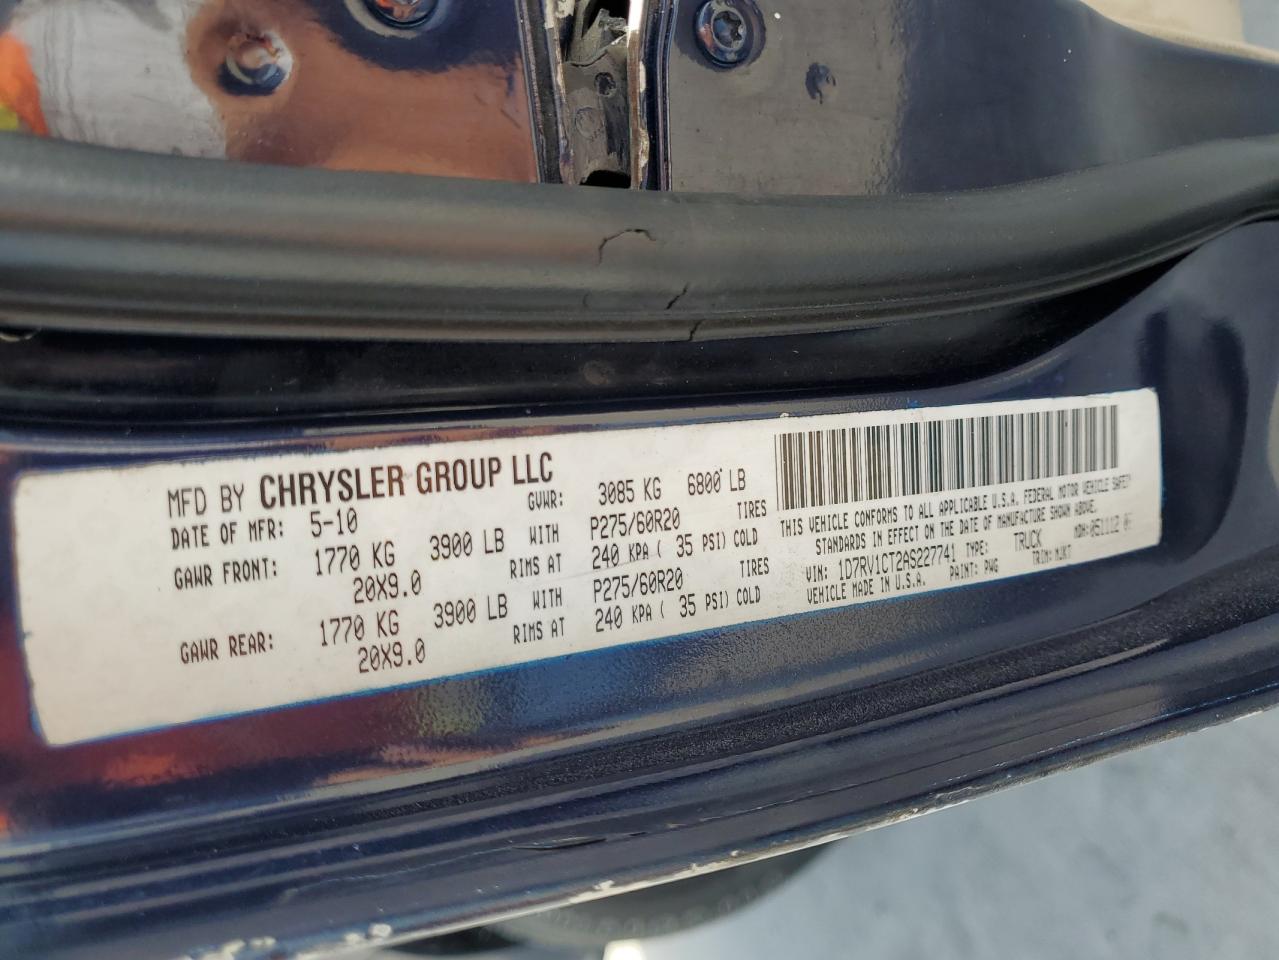 MFD BY CHRYSLER GROUP LLC
DATE OF MFR: 5-10 GVWR: 3085 KG 6800 LB
GAWR FRONT: 1770 KG 3900 LB WITH P275/60R20 TIRES
20X9.0 RIMS AT 240 KPA ( 35 PSI) COLD
GAWR REAR: 1770 KG 3900 LB WITH P275/60R20 TIRES
20X9.0 RIMS AT 240 KPA ( 35 PSI) COLD
THIS VEHICLE CONFORMS TO ALL APPLICABLE U.S.A. FEDERAL MOTOR VEHICLE SAFETY
STANDARDS IN EFFECT ON THE DATE OF MANUFACTURE SHOWN ABOVE.
VIN: 1D7RV1CT2AS227741 TYPE: TRUCK MDH: 051112
VEHICLE MADE IN U.S.A. PAINT: PWG TRIM: MJKT